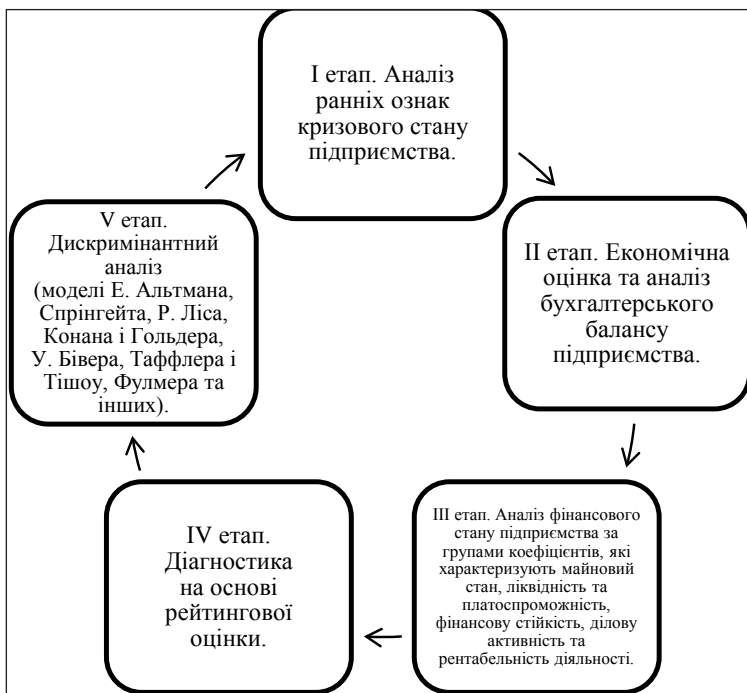 І етап. Аналіз
ранніх ознак
кризового стану
підприємства.
ІІ етап. Економічна
оцінка та аналіз
бухгалтерського
балансу
підприємства.
ІІІ етап. Аналіз фінансового
стану підприємства за
групами коефіцієнтів, які
характеризують майновий
стан, ліквідність та
платоспроможність,
фінансову стійкість, ділову
активність та
рентабельність діяльності.
IV етап.
Діагностика
на основі
рейтингової
оцінки.
V етап.
Дискримінантний
аналіз
(моделі Е. Альтмана,
Спрінгейта, Р. Ліса,
Конана і Гольдера,
У. Бівера, Таффлера і
Тішоу, Фулмера та
інших).